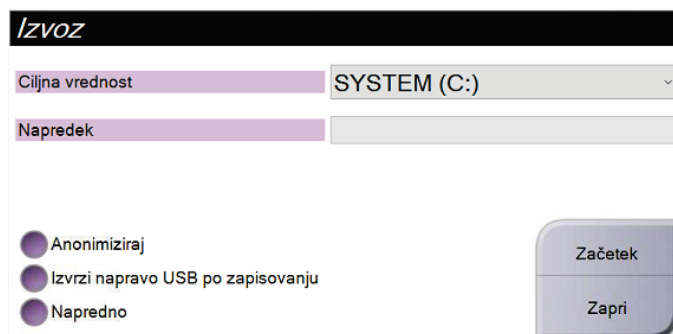 Izvoz
Ciljna vrednost
SYSTEM (C:)
Napredek
Anonimiziraj
Izvrzi napravo USB po zapisovanju
Napredno
Začetek
Zapri